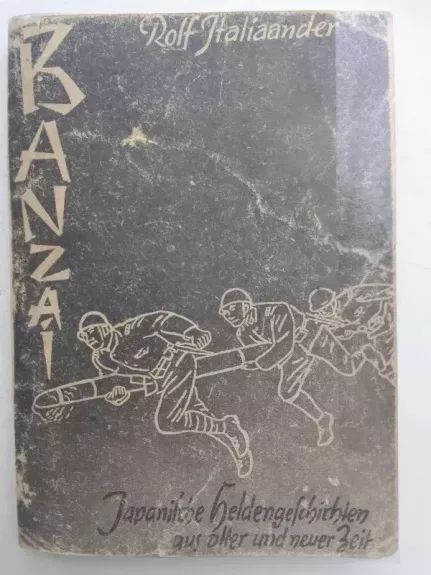 Rolf Italiaander
BANZAI
Japanische Heldengeschichten
aus alter und neuer Zeit